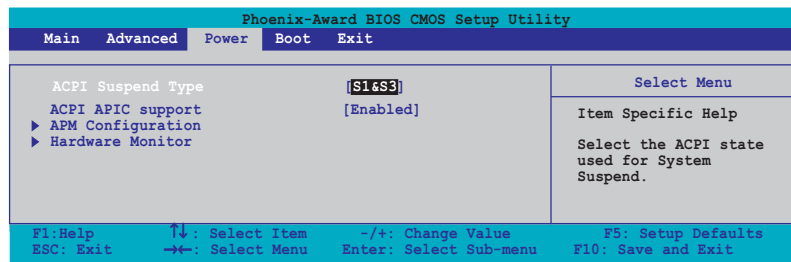 Phoenix-Award BIOS CMOS Setup Utility
Main Advanced Power Boot Exit
ACPI Suspend Type [S1&S3]
ACPI APIC support [Enabled]
APM Configuration
Hardware Monitor
Select Menu
Item Specific Help
Select the ACPI state
used for System
Suspend.
F1:Help ↑↓: Select Item -/+: Change Value F5: Setup Defaults
ESC: Exit →←: Select Menu Enter: Select Sub-menu F10: Save and Exit